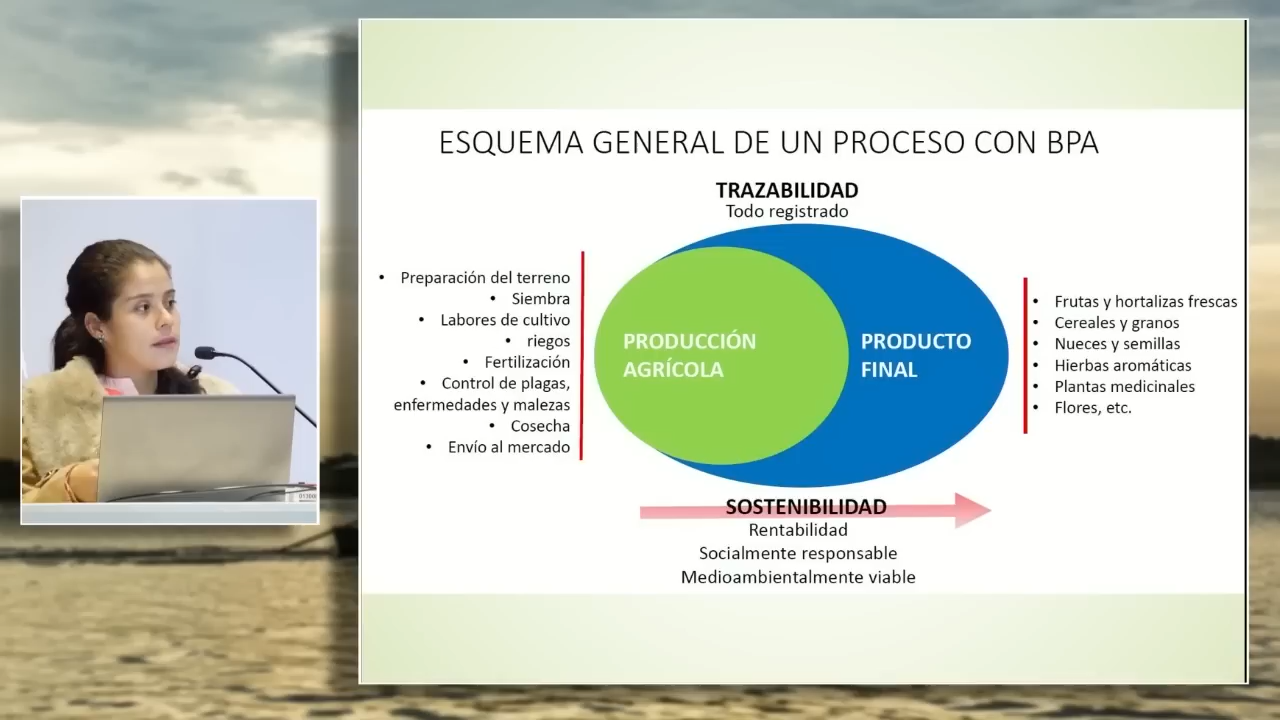 ESQUEMA GENERAL DE UN PROCESO CON BPA
TRAZABILIDAD
Todo registrado
• Preparación del terreno
• Siembra
• Labores de cultivo
• riegos
• Fertilización
• Control de plagas,
enfermedades y malezas
• Cosecha
• Envío al mercado
PRODUCCIÓN
AGRÍCOLA
PRODUCTO
FINAL
• Frutas y hortalizas frescas
• Cereales y granos
• Nueces y semillas
• Hierbas aromáticas
• Plantas medicinales
• Flores, etc.
SOSTENIBILIDAD
Rentabilidad
Socialmente responsable
Medioambientalmente viable